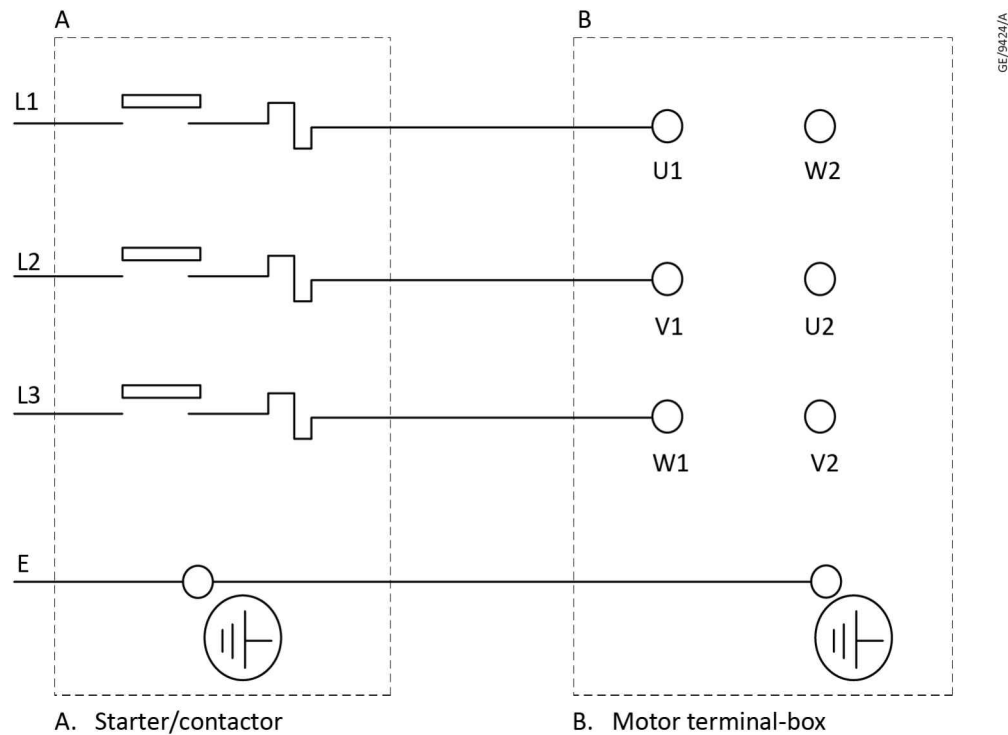 A
B
GE/9424/A
L1
U1
W2
L2
V1
U2
L3
W1
V2
E
A. Starter/contactor
B. Motor terminal-box